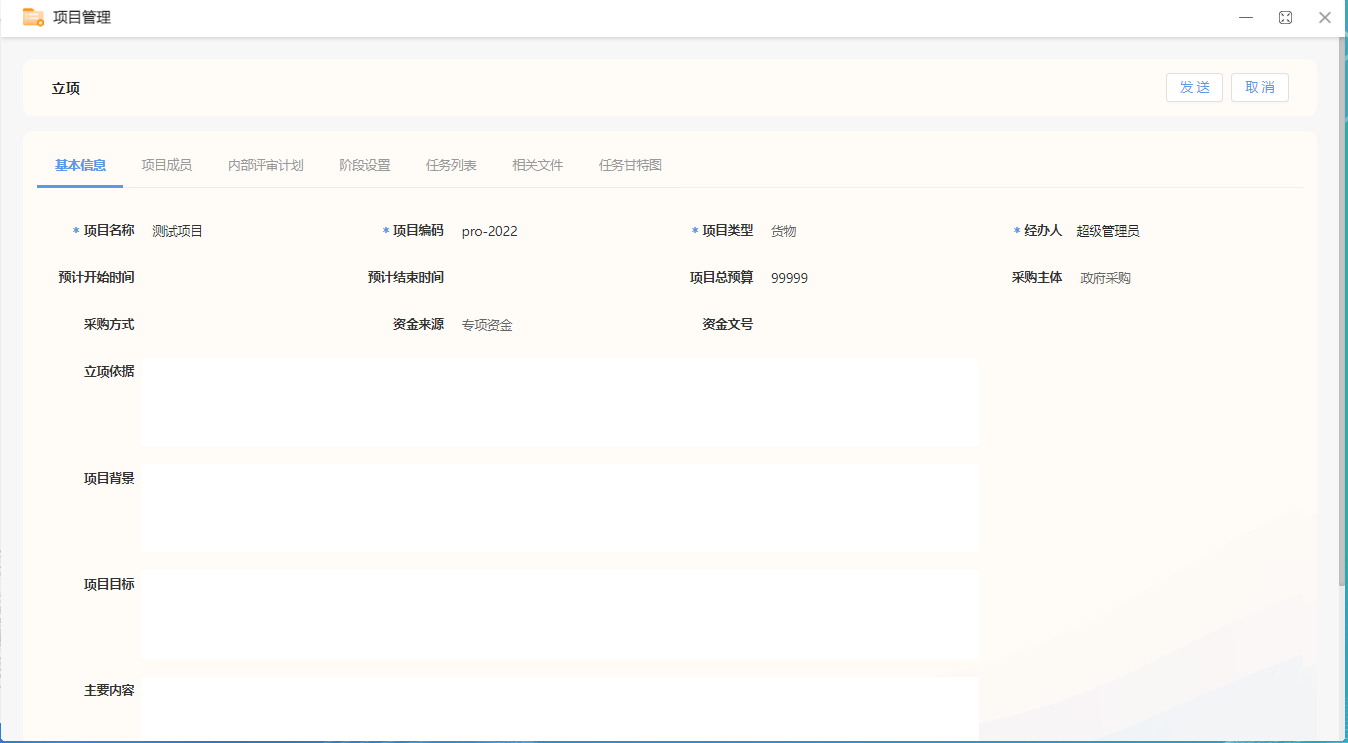 项目管理
立项 发 送 取 消
基本信息 项目成员 内部评审计划 阶段设置 任务列表 相关文件 任务甘特图
* 项目名称 测试项目 * 项目编码 pro-2022 * 项目类型 货物 * 经办人 超级管理员
预计开始时间 预计结束时间 项目总预算 99999 采购主体 政府采购
采购方式 资金来源 专项资金 资金文号
立项依据
项目背景
项目目标
主要内容